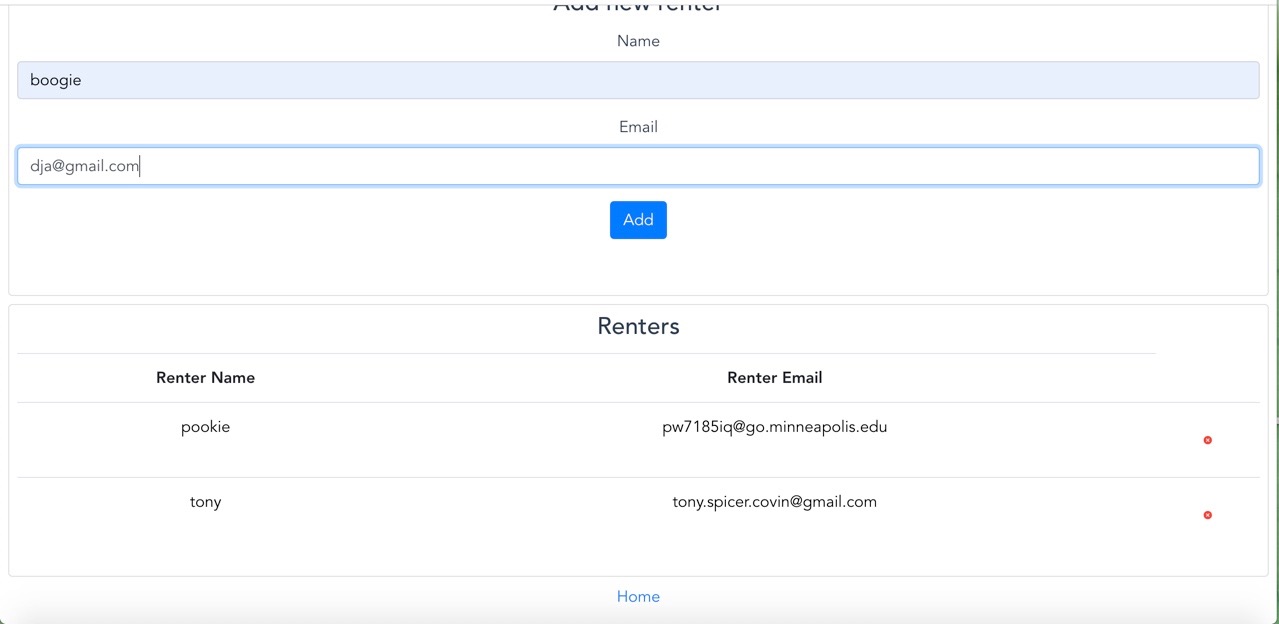 Add new renter
Name
boogie
Email
dja@gmail.com
Add
Renters
Renter Name Renter Email
pookie pw7185iq@go.minneapolis.edu
tony tony.spicer.covin@gmail.com
Home